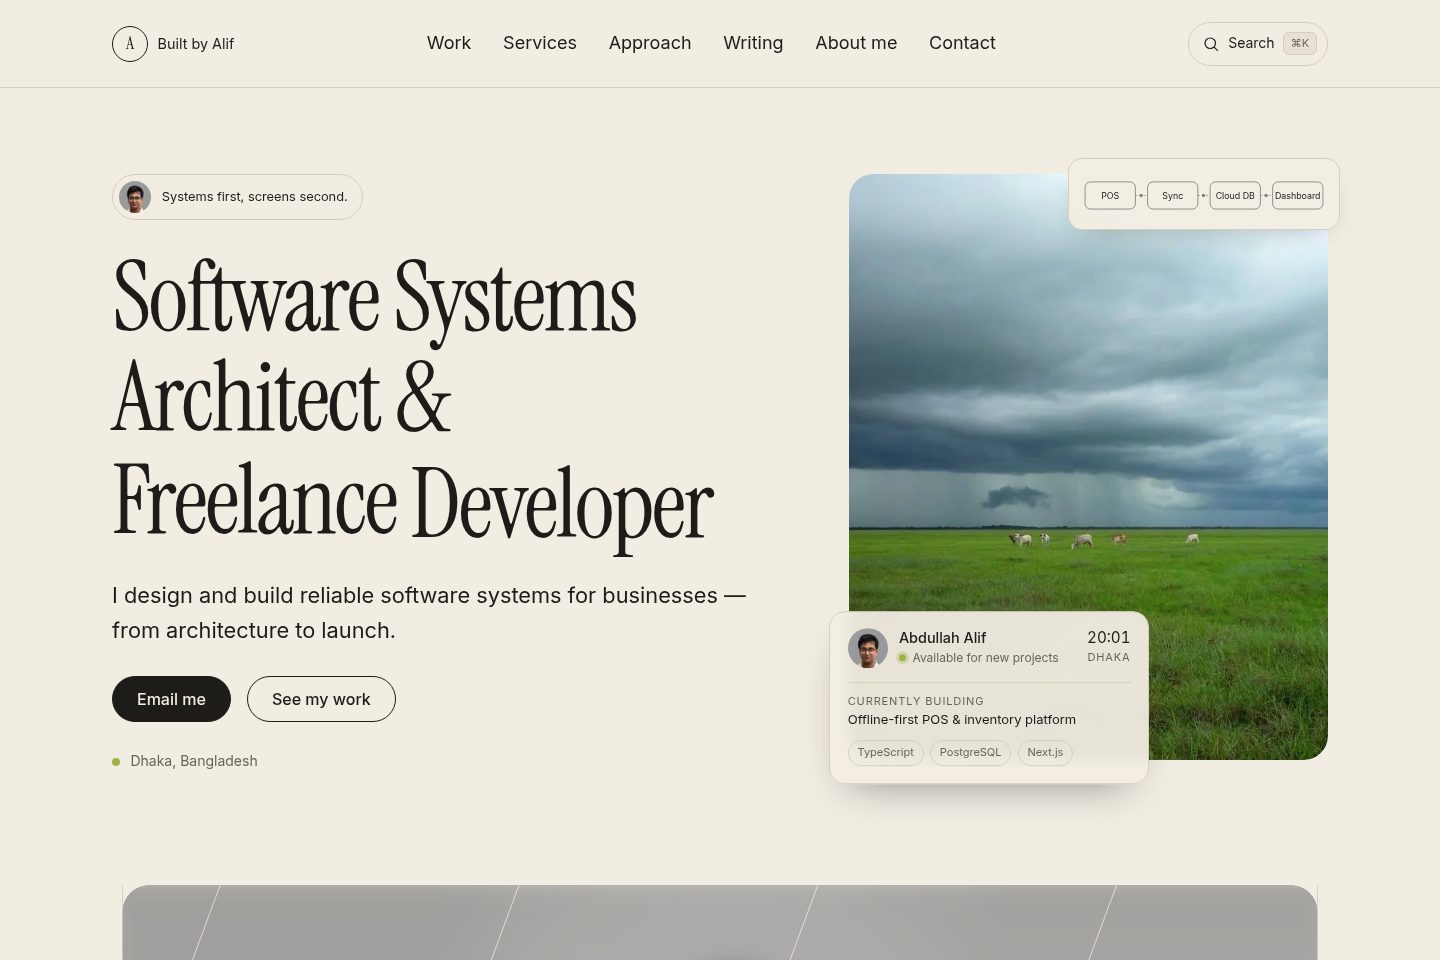 A Built by Alif
Work Services Approach Writing About me Contact
Search ⌘K
Systems first, screens second.
Software Systems
Architect &
Freelance Developer
I design and build reliable software systems for businesses —
from architecture to launch.
Email me See my work
Dhaka, Bangladesh
POS Sync Cloud DB Dashboard
Abdullah Alif 20:01
Available for new projects DHAKA
CURRENTLY BUILDING
Offline-first POS & inventory platform
TypeScript PostgreSQL Next.js